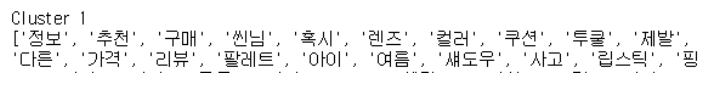 Cluster 1
['정보', '추천', '구매', '씬님', '혹시', '렌즈', '컬러', '쿠션', '투쿨', '제발',
'다른', '가격', '리뷰', '팔레트', '아이', '여름', '섀도우', '사고', '립스틱', '핑